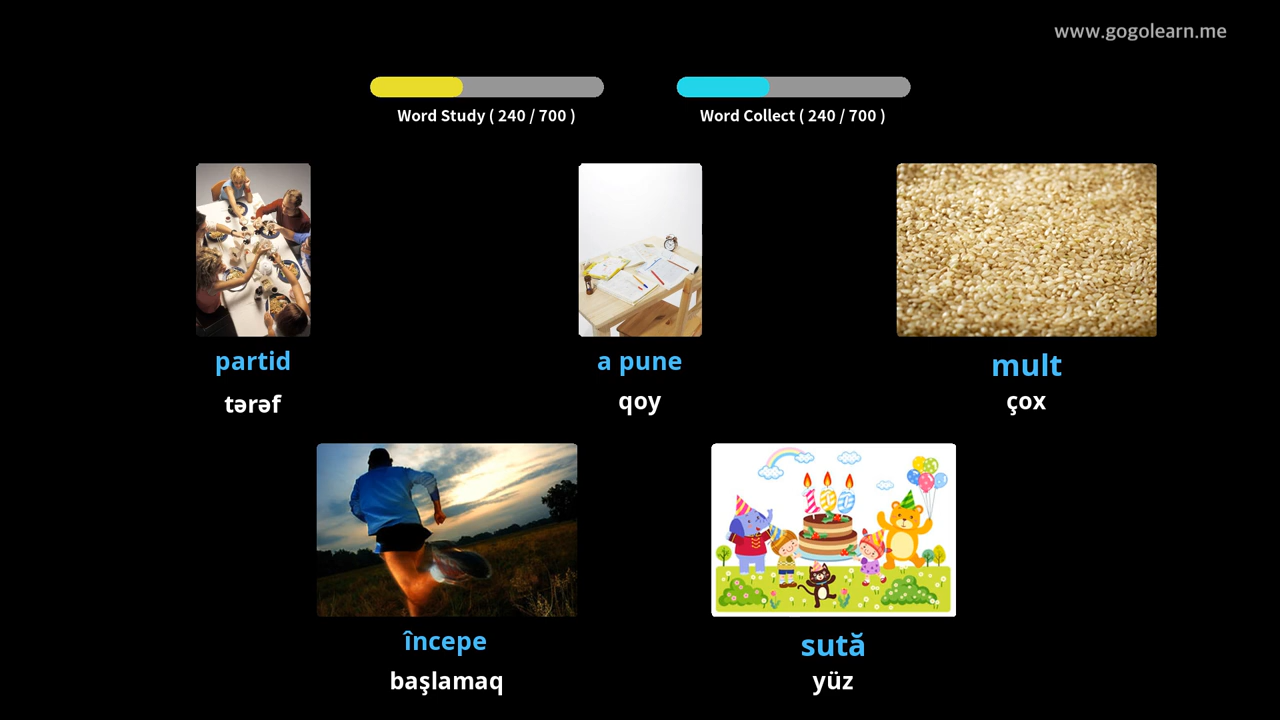 www.gogolearn.me
Word Study ( 240 / 700 )
Word Collect ( 240 / 700 )
partid
tərəf
a pune
qoy
mult
çox
începe
başlamaq
100
sută
yüz